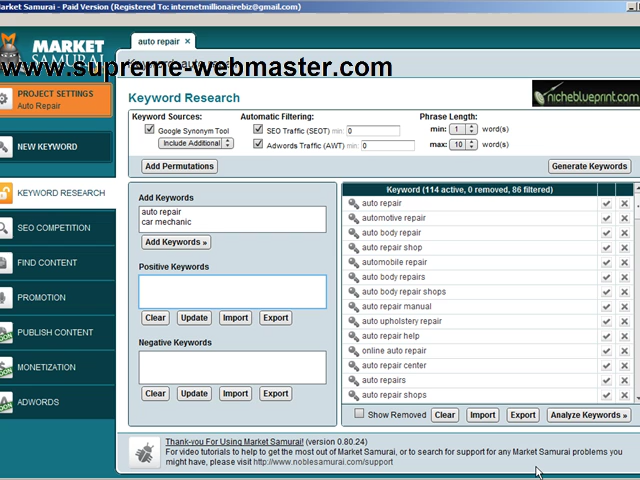 Market Samurai - Paid Version (Registered To: internetmillionairebiz@gmail.com)
MARKET
SAMURAI
auto repair
www.supreme-webmaster.com
PROJECT SETTINGS
Auto Repair
NEW KEYWORD
KEYWORD RESEARCH
SEO COMPETITION
FIND CONTENT
PROMOTION
PUBLISH CONTENT
MONETIZATION
ADWORDS
Keyword Research
nicheblueprint.com
Keyword Sources:
Google Synonym Tool
Include Additional
Automatic Filtering:
SEO Traffic (SEOT) min: 0
Adwords Traffic (AWT) min: 0
Phrase Length:
min: 1 word(s)
max: 10 word(s)
Add Permutations
Generate Keywords
Add Keywords
auto repair
car mechanic
Add Keywords »
Positive Keywords
Clear Update Import Export
Negative Keywords
Clear Update Import Export
Keyword (114 active, 0 removed, 86 filtered)
auto repair
automotive repair
auto body repair
auto repair shop
automobile repair
auto body repairs
auto body repair shops
auto repair manual
auto upholstery repair
auto repair help
online auto repair
auto repair center
auto repairs
auto repair shops
Show Removed Clear Import Export Analyze Keywords »
Thank-you For Using Market Samurai! (version 0.80.24)
For video tutorials to help to get the most out of Market Samurai, or to search for support for any Market Samurai problems you
might have, please visit http://www.noblesamurai.com/support